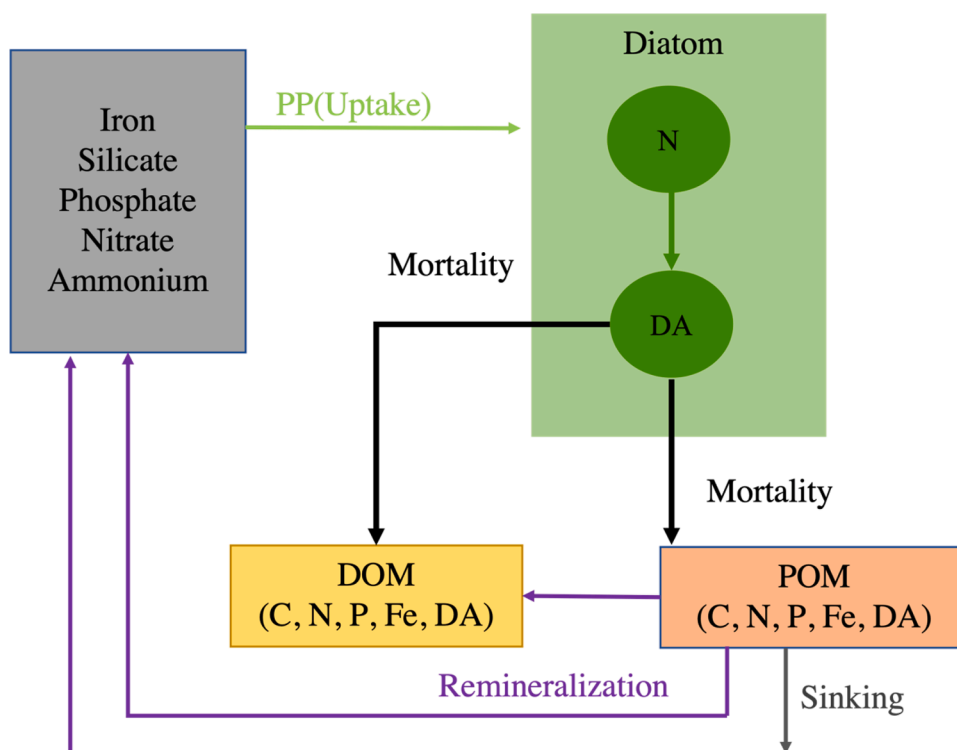 Diatom
PP(Uptake)
Iron
Silicate
Phosphate
Nitrate
Ammonium
N
Mortality
DA
Mortality
DOM
(C, N, P, Fe, DA)
POM
(C, N, P, Fe, DA)
Remineralization
Sinking